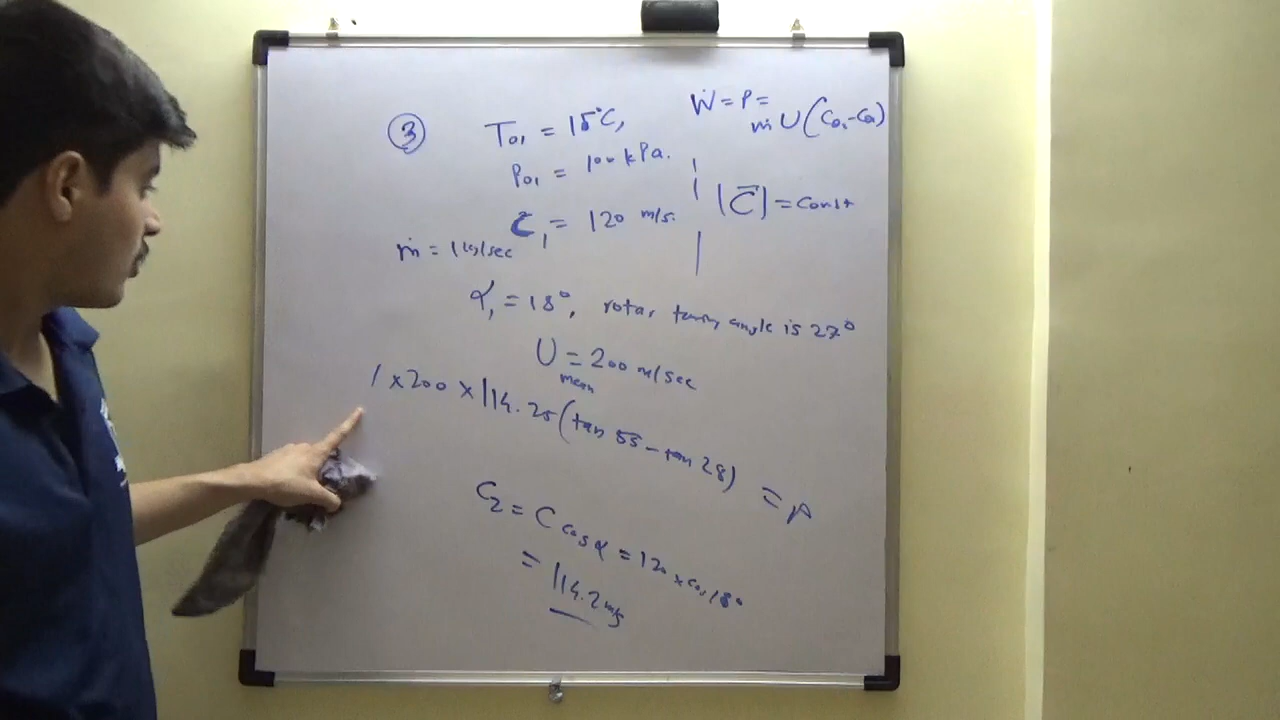 ③ T₀₁ = 15°C,
P₀₁ = 100 kPa.
C₁ = 120 m/s.
ṁ = 1 kg/sec
Ẇ = P =
ṁ U (Cθ₁ - Cθ₂)
|C̄| = Const
α₁ = 18°, rotar turning angle is 27°
U mean = 200 m/sec
1 x 200 x 114.25 (tan 55 - tan 28) = P
C₂ = C cos α = 120 x cos 18°
= 114.2 m/s